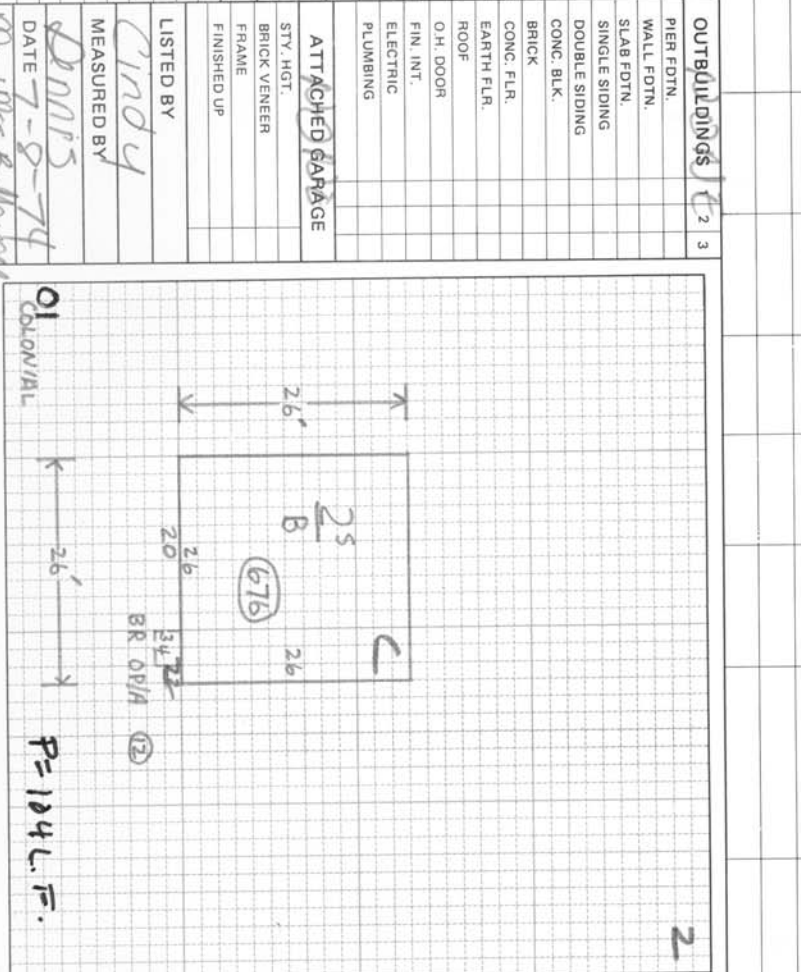 OUTBUILDINGS 1 2 3
PIER FDTN.
WALL FDTN.
SLAB FDTN.
SINGLE SIDING
DOUBLE SIDING
CONC. BLK.
BRICK
CONC. FLR.
EARTH FLR.
ROOF
O.H. DOOR
FIN. INT.
ELECTRIC
PLUMBING
ATTACHED GARAGE
STY. HGT.
BRICK VENEER
FRAME
FINISHED UP
LISTED BY
Cindy
MEASURED BY
Dennis
DATE 7-8-74
2
C
26'
2S
B
26
676
26
20
34 22
BR OP/A 12
01
COLONIAL
26'
P= 104 L.F.